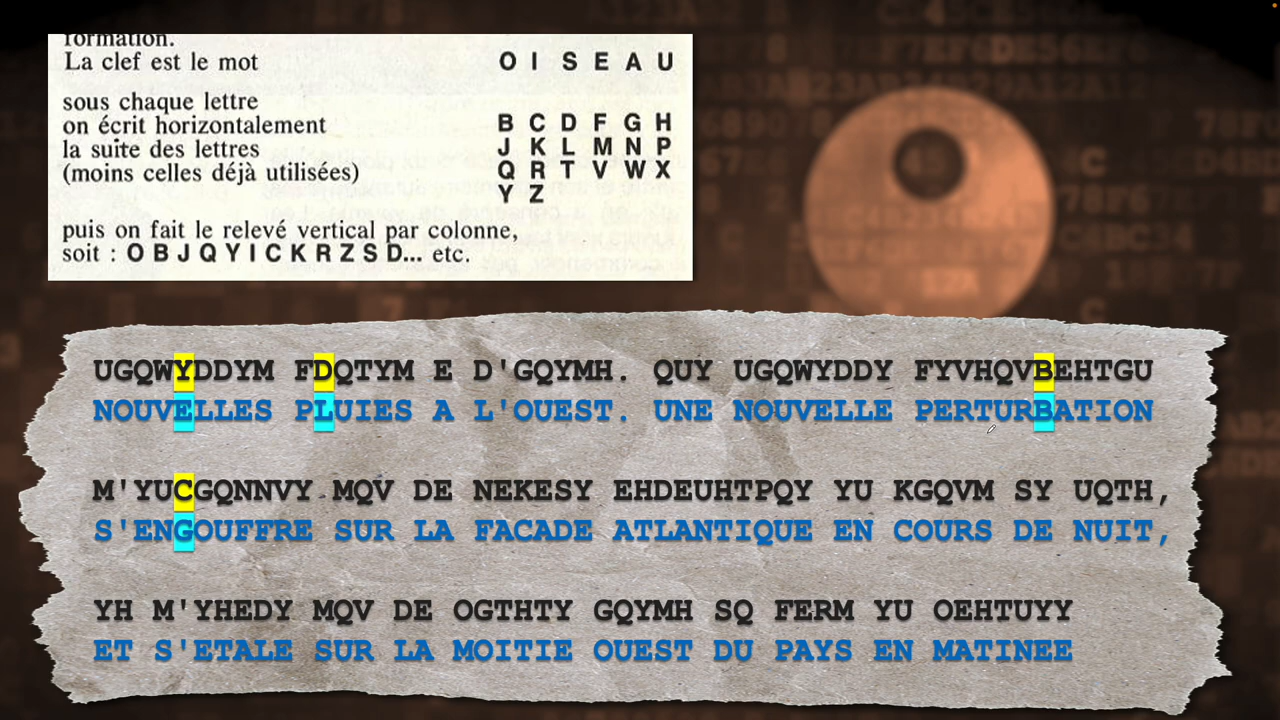 formation.
La clef est le mot
O I S E A U
sous chaque lettre
on écrit horizontalement
B C D F G H
la suite des lettres
J K L M N P
(moins celles déjà utilisées)
Q R T V W X
Y Z
puis on fait le relevé vertical par colonne,
soit : O B J Q Y I C K R Z S D... etc.
UGQWYDDYM FDQTYM E D'GQYMH. QUY UGQWYDDY FYVHQVBEHTGU
NOUVELLES PLUIES A L'OUEST. UNE NOUVELLE PERTURBATION
M'YUCGQNNVY MQV DE NEKESY EHDEUHTPQY YU KGQVM SY UQTH,
S'ENGOUFFRE SUR LA FACADE ATLANTIQUE EN COURS DE NUIT,
YH M'YHEDY MQV DE OGTHTY GQYMH SQ FERM YU OEHTUYY
ET S'ETALE SUR LA MOITIE OUEST DU PAYS EN MATINEE